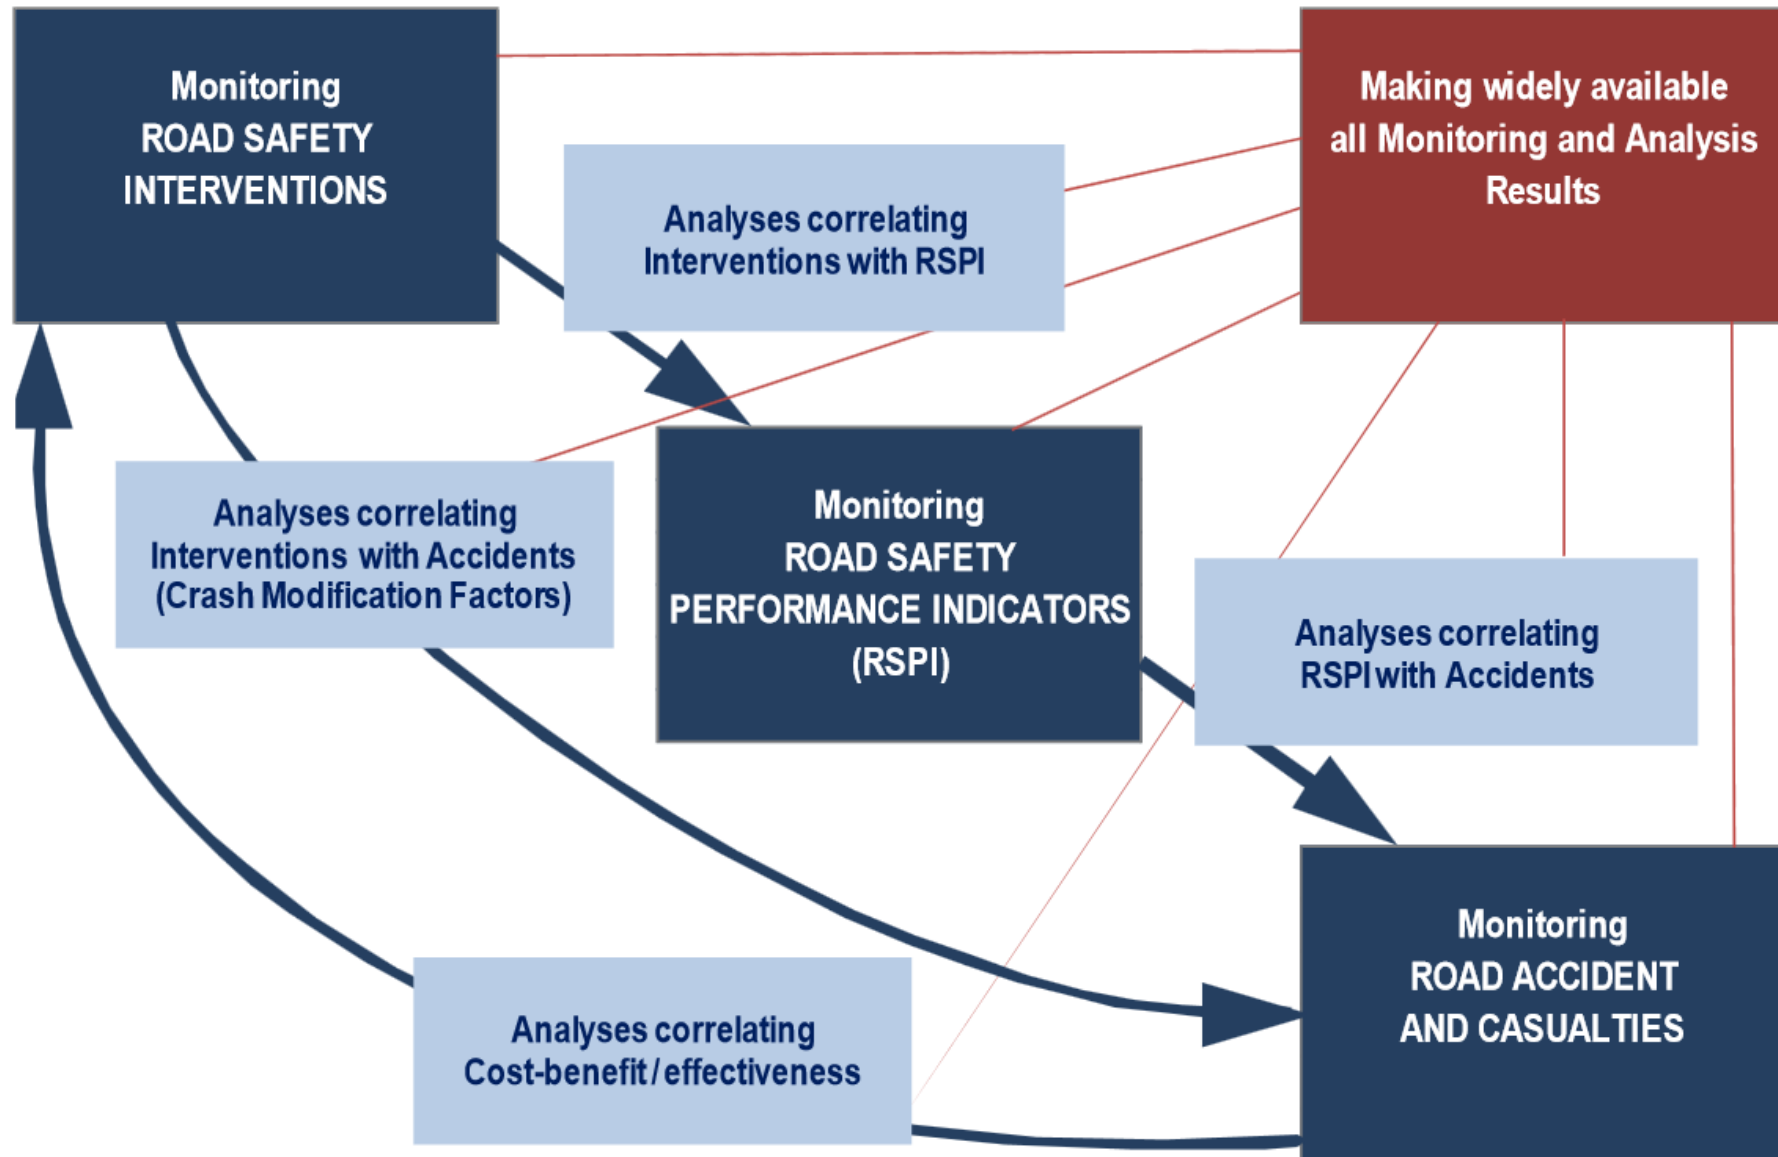 Monitoring
ROAD SAFETY
INTERVENTIONS
Making widely available
all Monitoring and Analysis
Results
Analyses correlating
Interventions with RSPI
Analyses correlating
Interventions with Accidents
(Crash Modification Factors)
Monitoring
ROAD SAFETY
PERFORMANCE INDICATORS
(RSPI)
Analyses correlating
RSPI with Accidents
Monitoring
ROAD ACCIDENT
AND CASUALTIES
Analyses correlating
Cost-benefit / effectiveness